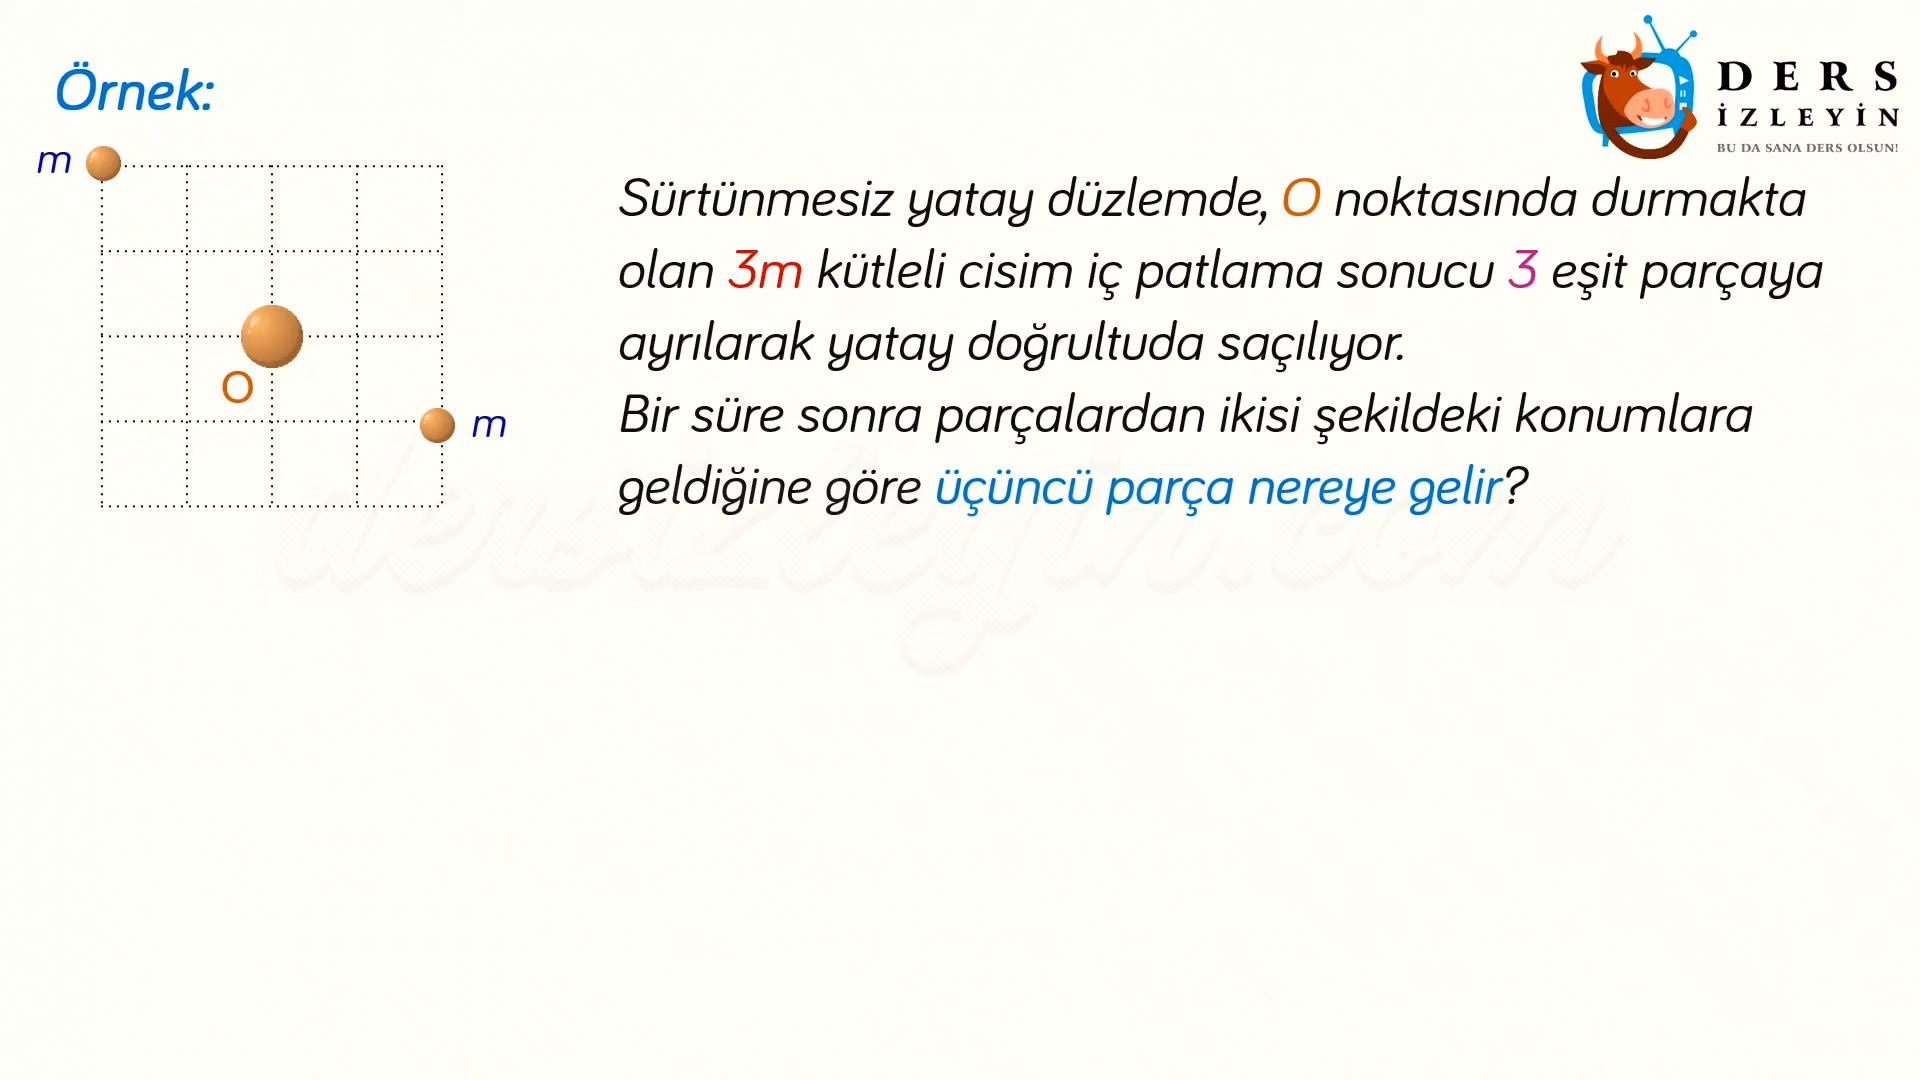 Örnek:
DERS
İZLEYİN
BU DA SANA DERS OLSUN!
m
O
m
Sürtünmesiz yatay düzlemde, O noktasında durmakta
olan 3m kütleli cisim iç patlama sonucu 3 eşit parçaya
ayrılarak yatay doğrultuda saçılıyor.
Bir süre sonra parçalardan ikisi şekildeki konumlara
geldiğine göre üçüncü parça nereye gelir?
dersizleyin.com